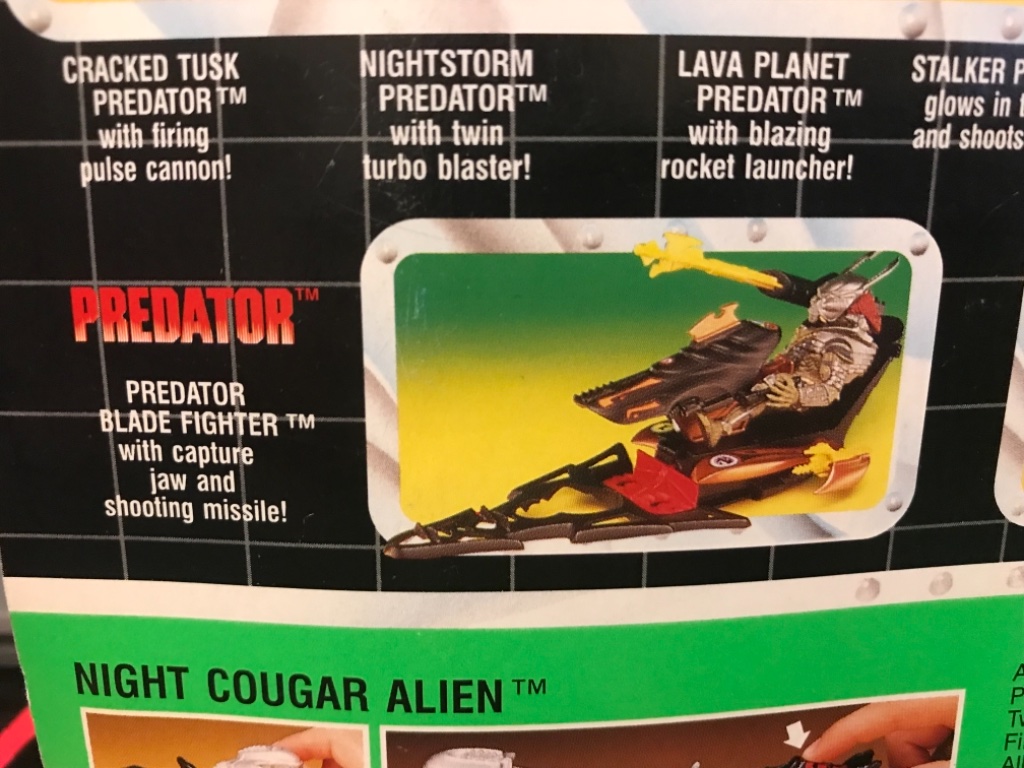 CRACKED TUSK
PREDATOR™
with firing
pulse cannon!
NIGHTSTORM
PREDATOR™
with twin
turbo blaster!
LAVA PLANET
PREDATOR™
with blazing
rocket launcher!
STALKER P
glows in
and shoots
PREDATOR™
PREDATOR
BLADE FIGHTER™
with capture
jaw and
shooting missile!
NIGHT COUGAR ALIEN™